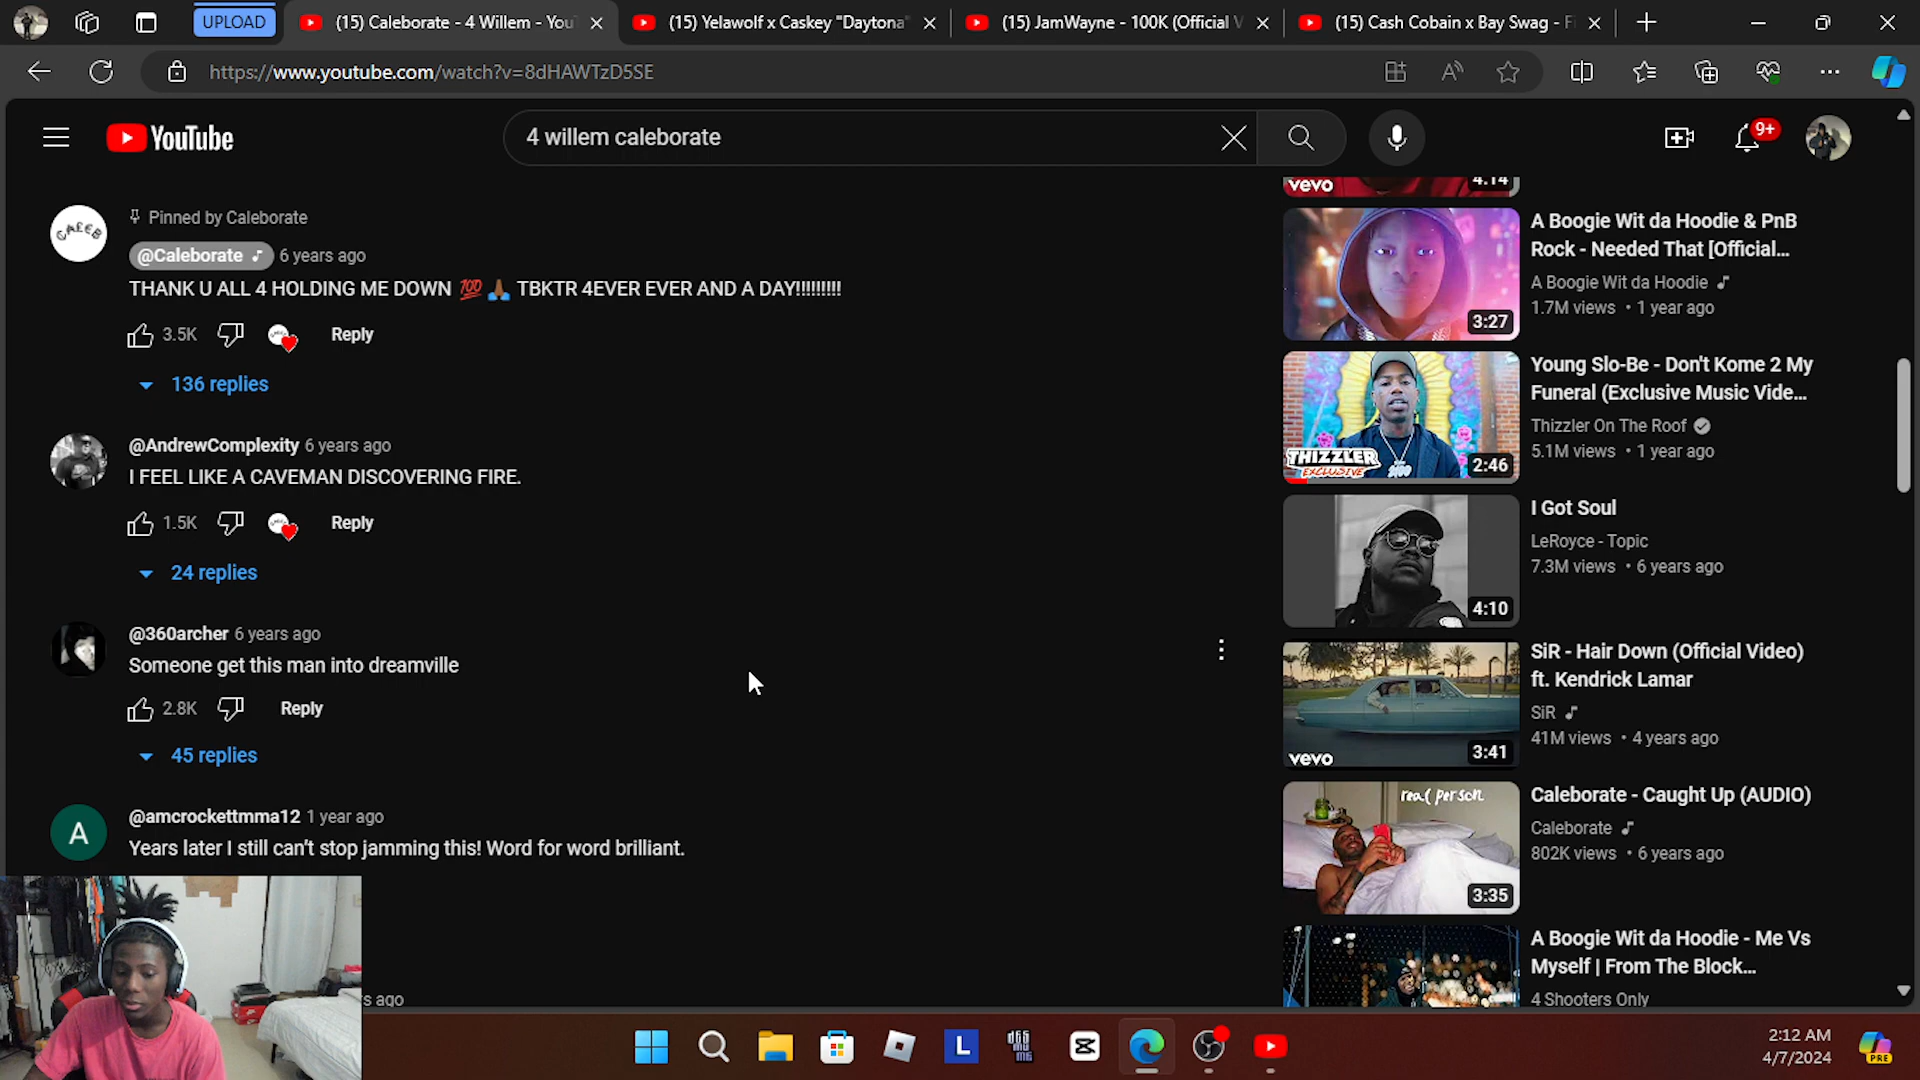 UPLOAD
(15) Caleborate - 4 Willem - You
(15) Yelawolf x Caskey "Daytona"
(15) JamWayne - 100K (Official V
(15) Cash Cobain x Bay Swag - Fi
https://www.youtube.com/watch?v=8dHAWTzD5SE
YouTube
4 willem caleborate
9+
CALEB
Pinned by Caleborate
@Caleborate 6 years ago
THANK U ALL 4 HOLDING ME DOWN 💯 🙏🏾 TBKTR 4EVER EVER AND A DAY!!!!!!!!!
3.5K Reply
136 replies
@AndrewComplexity 6 years ago
I FEEL LIKE A CAVEMAN DISCOVERING FIRE.
1.5K Reply
24 replies
@360archer 6 years ago
Someone get this man into dreamville
2.8K Reply
45 replies
A
@amcrockettmma12 1 year ago
Years later I still can't stop jamming this! Word for word brilliant.
s ago
vevo
4:14
3:27
A Boogie Wit da Hoodie & PnB
Rock - Needed That [Official...
A Boogie Wit da Hoodie
1.7M views • 1 year ago
THIZZLER
EXCLUSIVE
2:46
Young Slo-Be - Don't Kome 2 My
Funeral (Exclusive Music Vide...
Thizzler On The Roof
5.1M views • 1 year ago
4:10
I Got Soul
LeRoyce - Topic
7.3M views • 6 years ago
vevo
3:41
SiR - Hair Down (Official Video)
ft. Kendrick Lamar
SiR
41M views • 4 years ago
real person
3:35
Caleborate - Caught Up (AUDIO)
Caleborate
802K views • 6 years ago
A Boogie Wit da Hoodie - Me Vs
Myself | From The Block...
4 Shooters Only
L
2:12 AM
4/7/2024
PRE